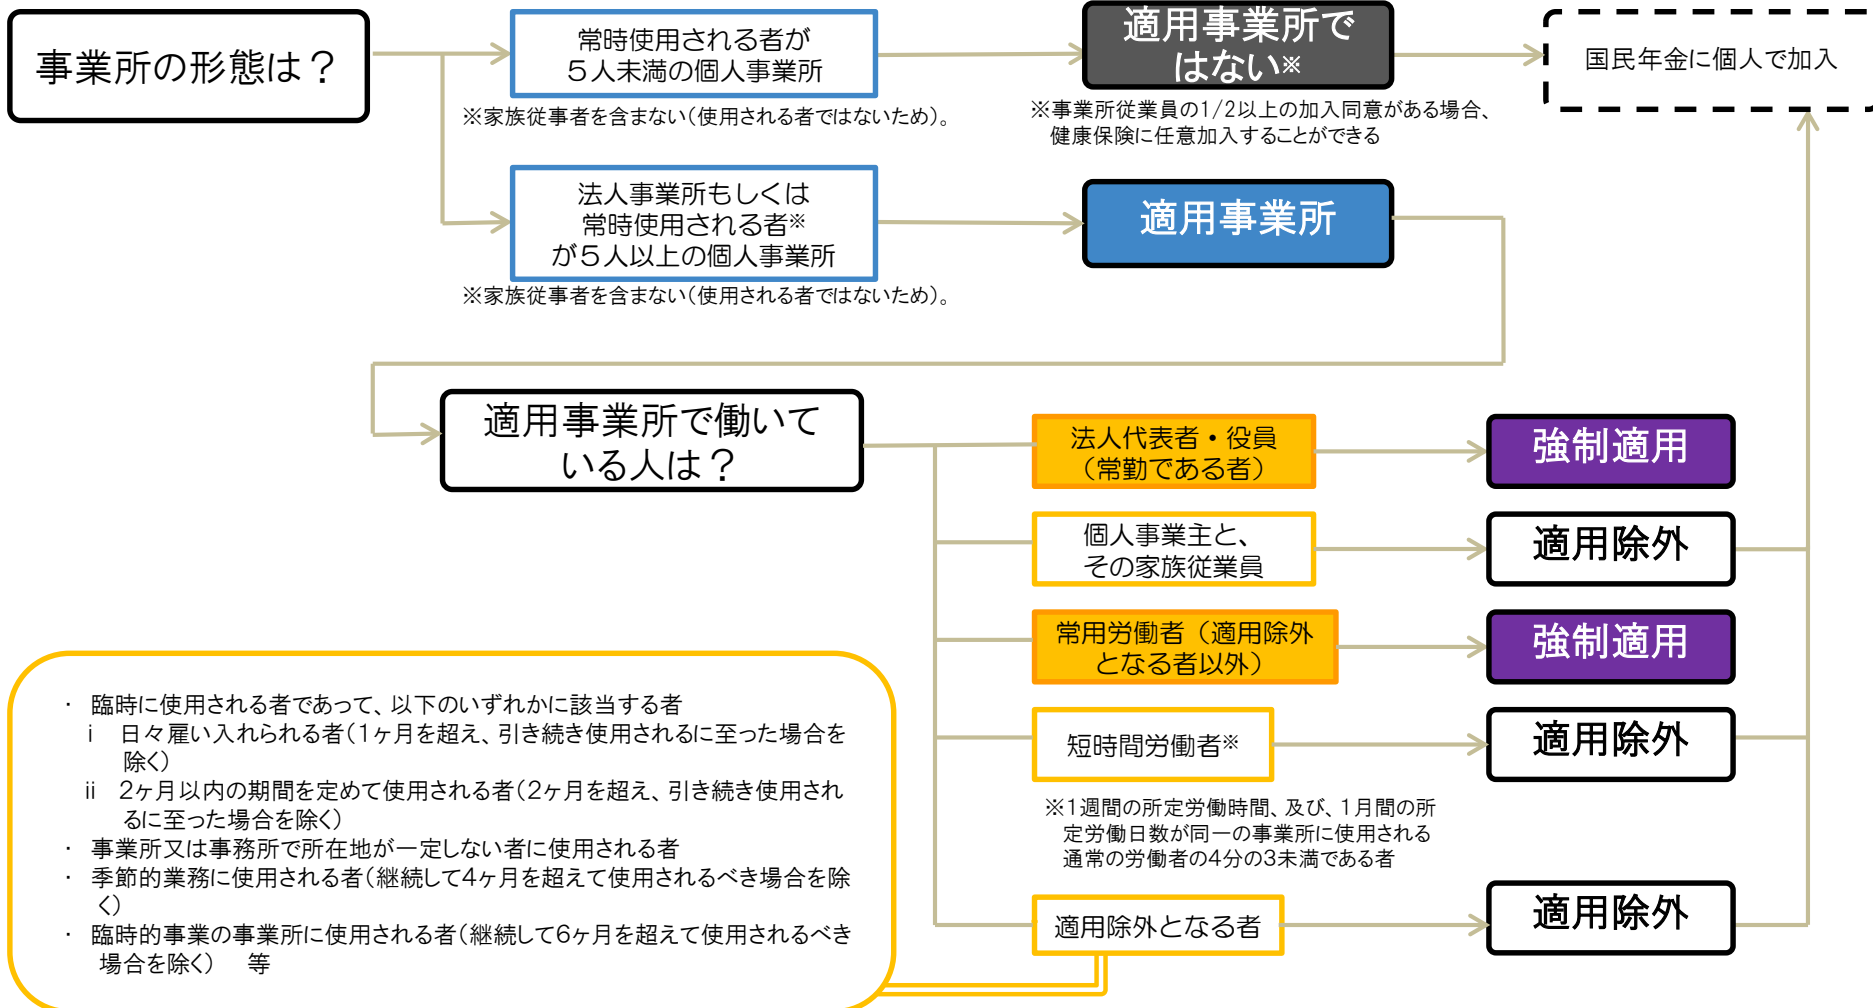 事業所の形態は？
常時使用される者が
５人未満の個人事業所
※家族従事者を含まない（使用される者ではないため）。
適用事業所で
はない※
※事業所従業員の1/2以上の加入同意がある場合、
健康保険に任意加入することができる
国民年金に個人で加入
法人事業所もしくは
常時使用される者※
が５人以上の個人事業所
※家族従事者を含まない（使用される者ではないため）。
適用事業所
適用事業所で働いて
いる人は？
法人代表者・役員
（常勤である者）
強制適用
個人事業主と、
その家族従業員
適用除外
常用労働者（適用除外
となる者以外）
強制適用
短時間労働者※
適用除外
※1週間の所定労働時間、及び、1月間の所
定労働日数が同一の事業所に使用される
通常の労働者の4分の3未満である者
適用除外となる者
適用除外
・ 臨時に使用される者であって、以下のいずれかに該当する者
ⅰ 日々雇い入れられる者（1ヶ月を超え、引き続き使用されるに至った場合を
除く）
ⅱ 2ヶ月以内の期間を定めて使用される者（2ヶ月を超え、引き続き使用され
るに至った場合を除く）
・ 事業所又は事務所で所在地が一定しない者に使用される者
・ 季節的業務に使用される者（継続して4ヶ月を超えて使用されるべき場合を除
く）
・ 臨時的事業の事業所に使用される者（継続して6ヶ月を超えて使用されるべき
場合を除く） 等